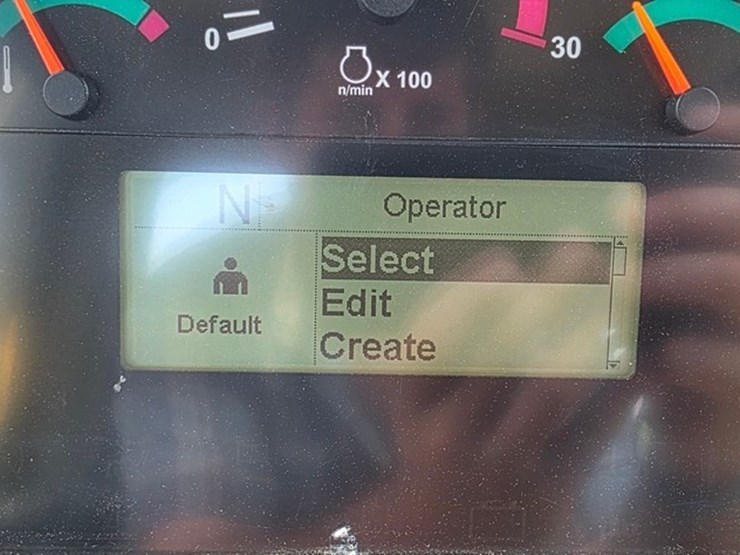 0
30
n/min X 100
N
Operator
Default
Select
Edit
Create